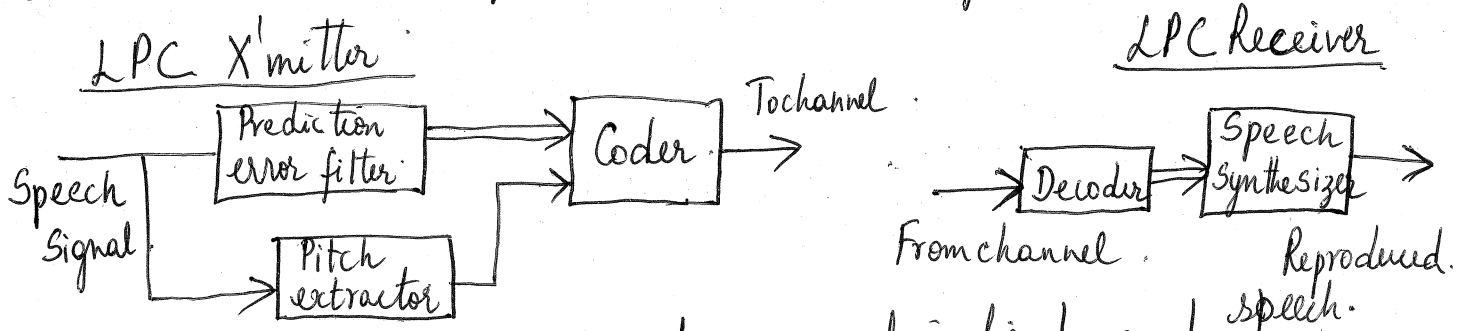 LPC X'mitter
LPC Receiver
Prediction
error filter
Coder
To channel
Speech
Signal
Pitch
extractor
Decoder
Speech
Synthesizer
From channel
Reproduced.
speech.